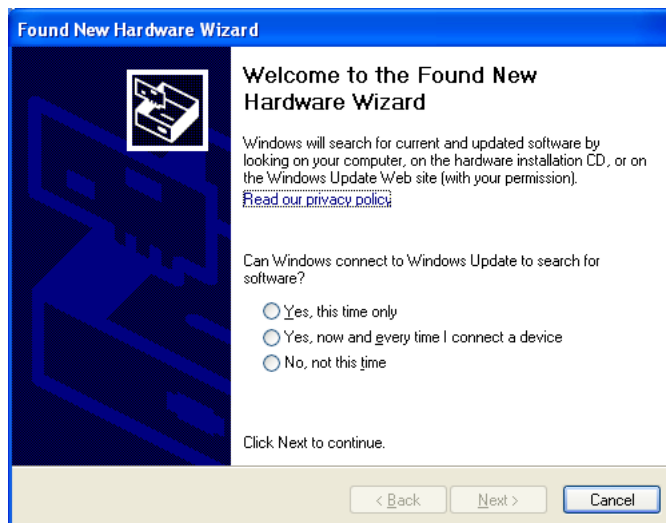 Found New Hardware Wizard
Welcome to the Found New
Hardware Wizard
Windows will search for current and updated software by
looking on your computer, on the hardware installation CD, or on
the Windows Update Web site (with your permission).
Read our privacy policy
Can Windows connect to Windows Update to search for
software?
Yes, this time only
Yes, now and every time I connect a device
No, not this time
Click Next to continue.
< Back
Next >
Cancel